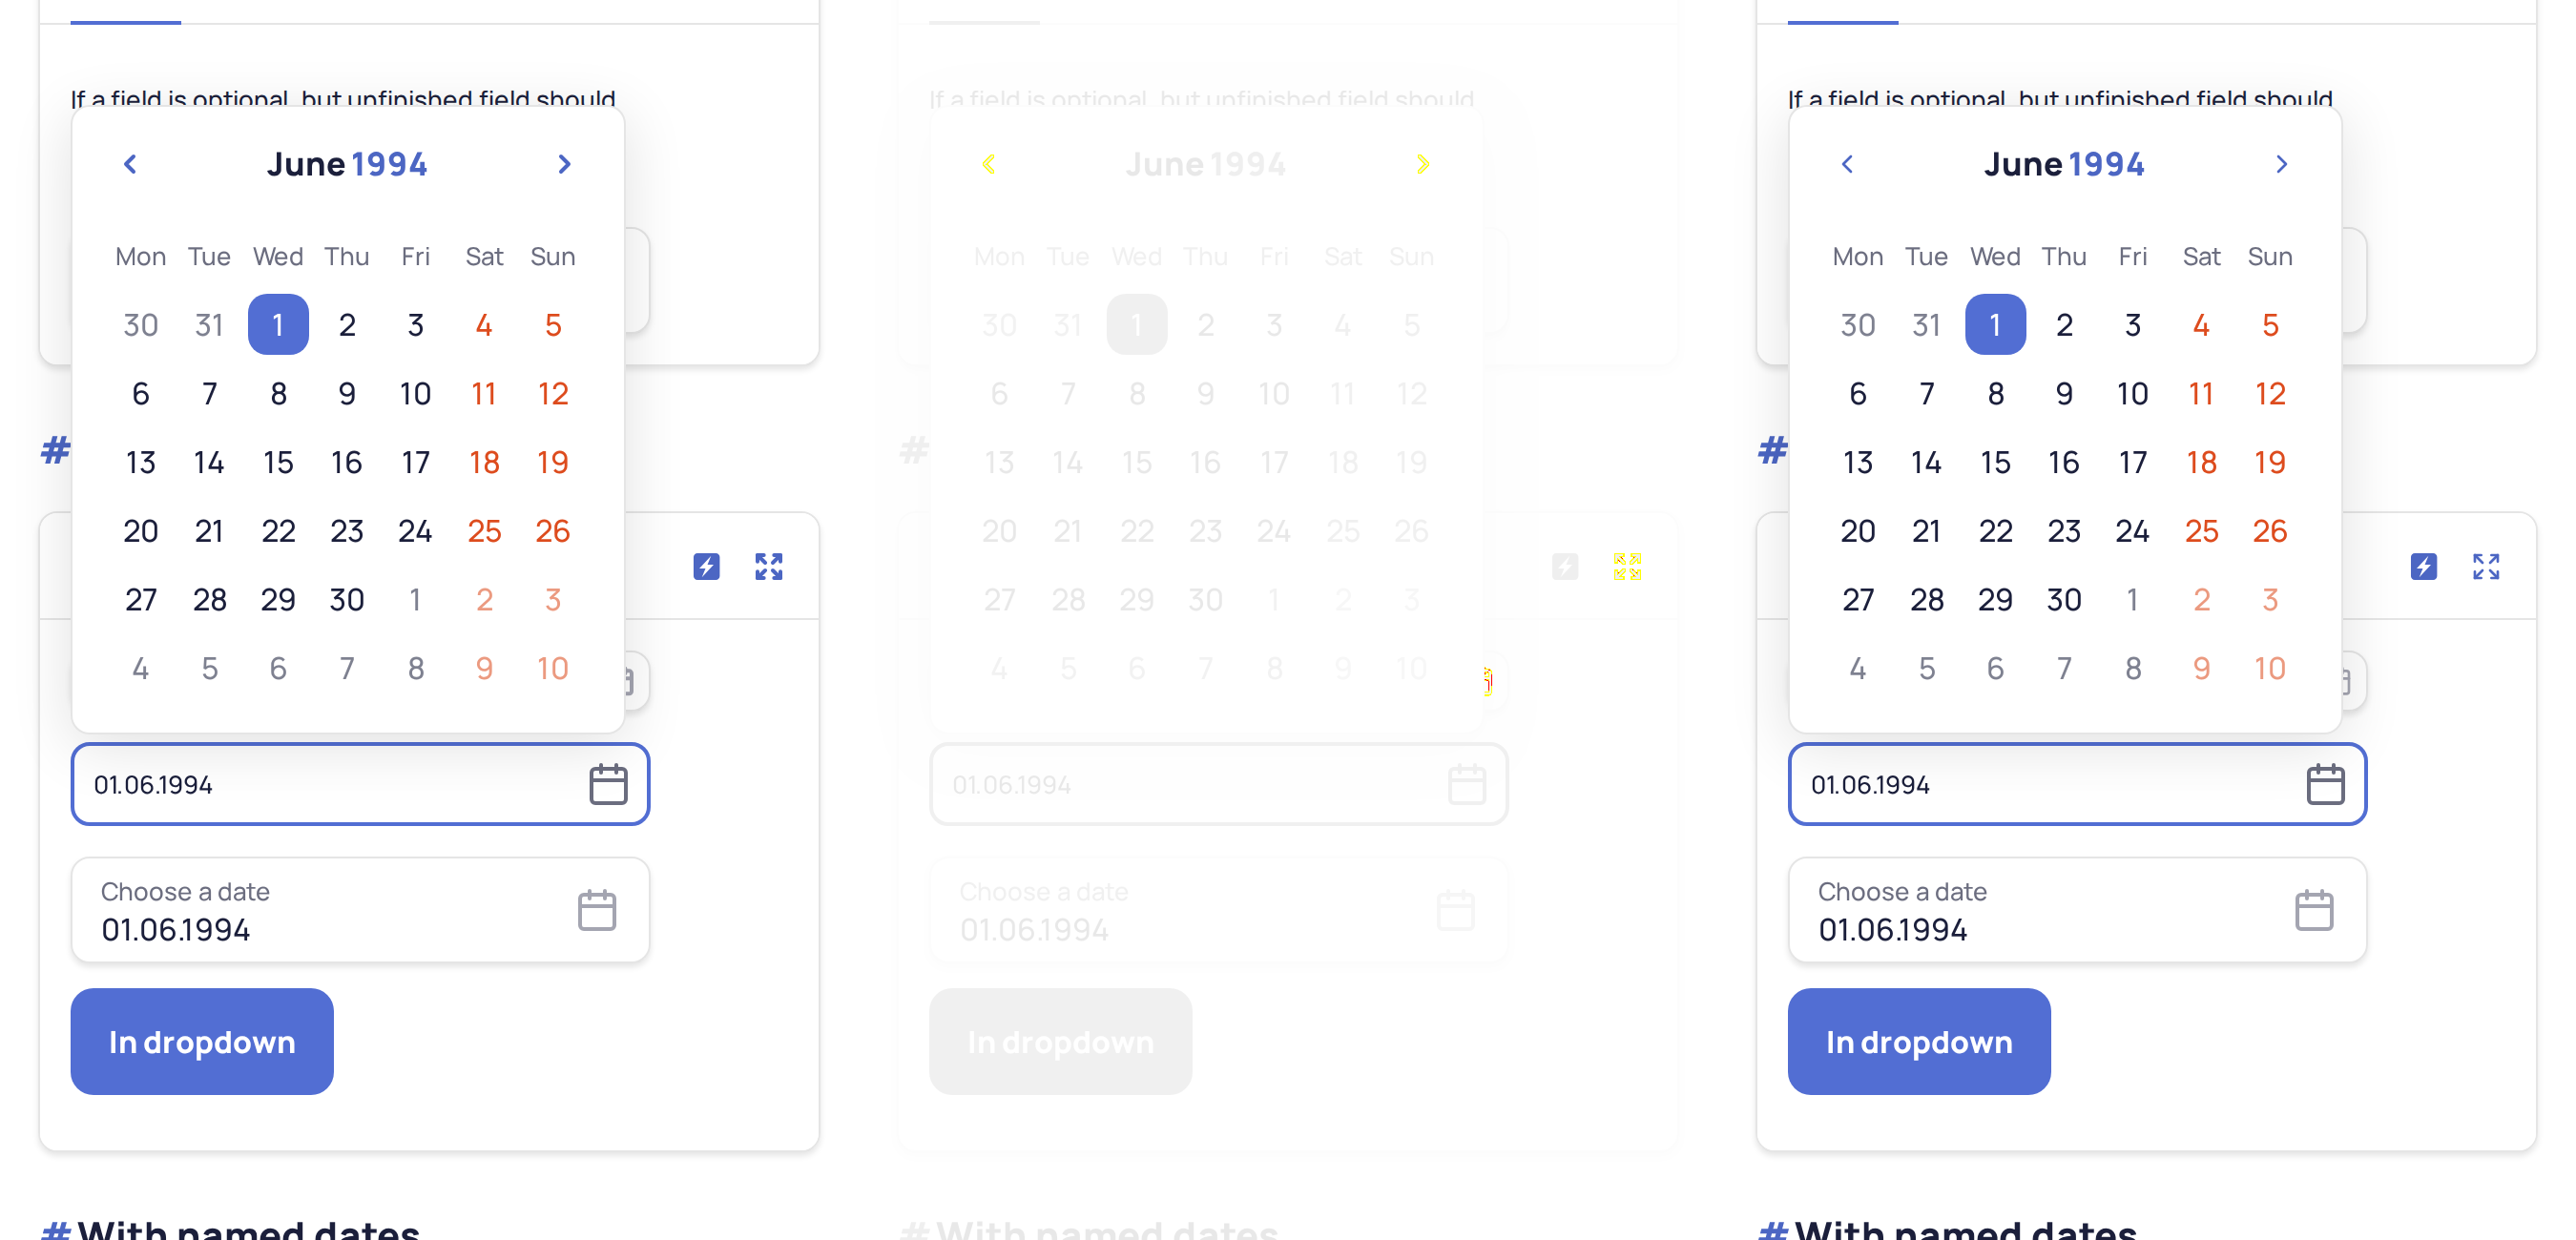 If a field is optional, but unfinished field should
June 1994
Mon Tue Wed Thu Fri Sat Sun
30 31 1 2 3 4 5
6 7 8 9 10 11 12
13 14 15 16 17 18 19
20 21 22 23 24 25 26
27 28 29 30 1 2 3
4 5 6 7 8 9 10
#
01.06.1994
Choose a date
01.06.1994
In dropdown
# With named dates
If a field is optional, but unfinished field should
June 1994
Mon Tue Wed Thu Fri Sat Sun
30 31 1 2 3 4 5
6 7 8 9 10 11 12
13 14 15 16 17 18 19
20 21 22 23 24 25 26
27 28 29 30 1 2 3
4 5 6 7 8 9 10
#
01.06.1994
Choose a date
01.06.1994
In dropdown
# With named dates
If a field is optional, but unfinished field should
June 1994
Mon Tue Wed Thu Fri Sat Sun
30 31 1 2 3 4 5
6 7 8 9 10 11 12
13 14 15 16 17 18 19
20 21 22 23 24 25 26
27 28 29 30 1 2 3
4 5 6 7 8 9 10
#
01.06.1994
Choose a date
01.06.1994
In dropdown
# With named dates